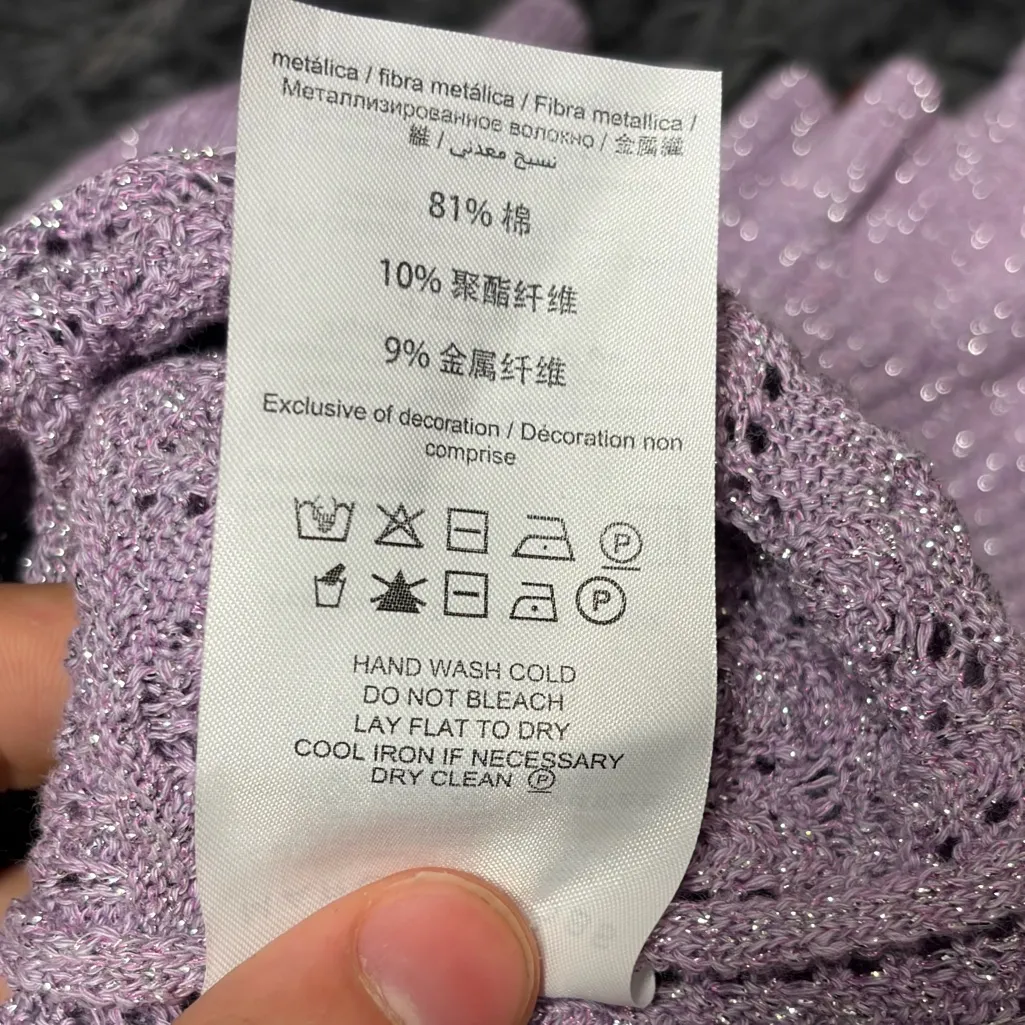 metálica / fibra metálica / Fibra metallica /
Металлизированное волокно / 金屬纖
維 / نسيج معدني
81% 棉
10% 聚酯纤维
9% 金属纤维
Exclusive of decoration / Décoration non
comprise
P
P
HAND WASH COLD
DO NOT BLEACH
LAY FLAT TO DRY
COOL IRON IF NECESSARY
DRY CLEAN Ⓟ